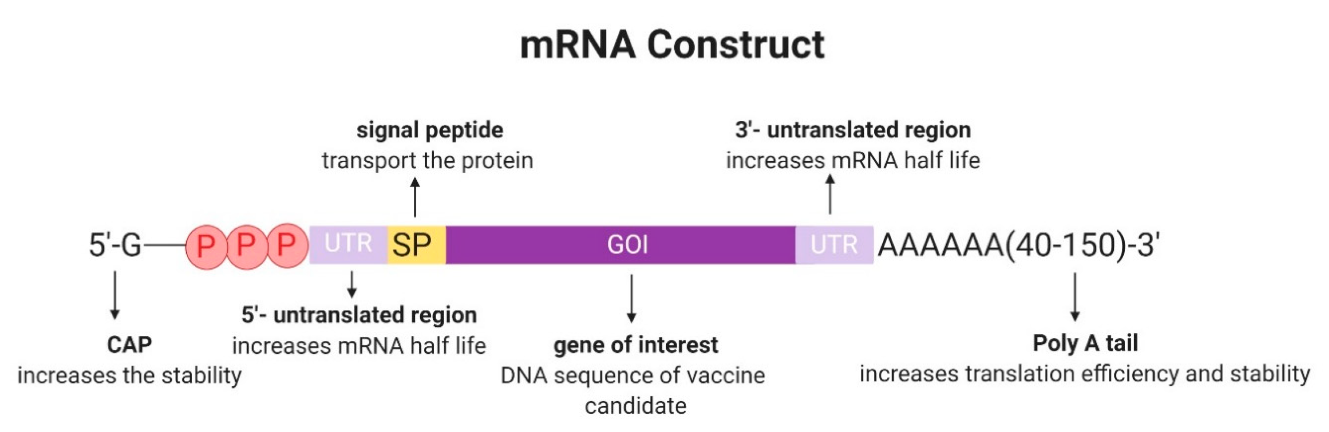 mRNA Construct
signal peptide
transport the protein
3'- untranslated region
increases mRNA half life
5'-G P P P UTR SP GOI UTR AAAAAA(40-150)-3'
5'- untranslated region
increases mRNA half life
CAP
increases the stability
gene of interest
DNA sequence of vaccine
candidate
Poly A tail
increases translation efficiency and stability